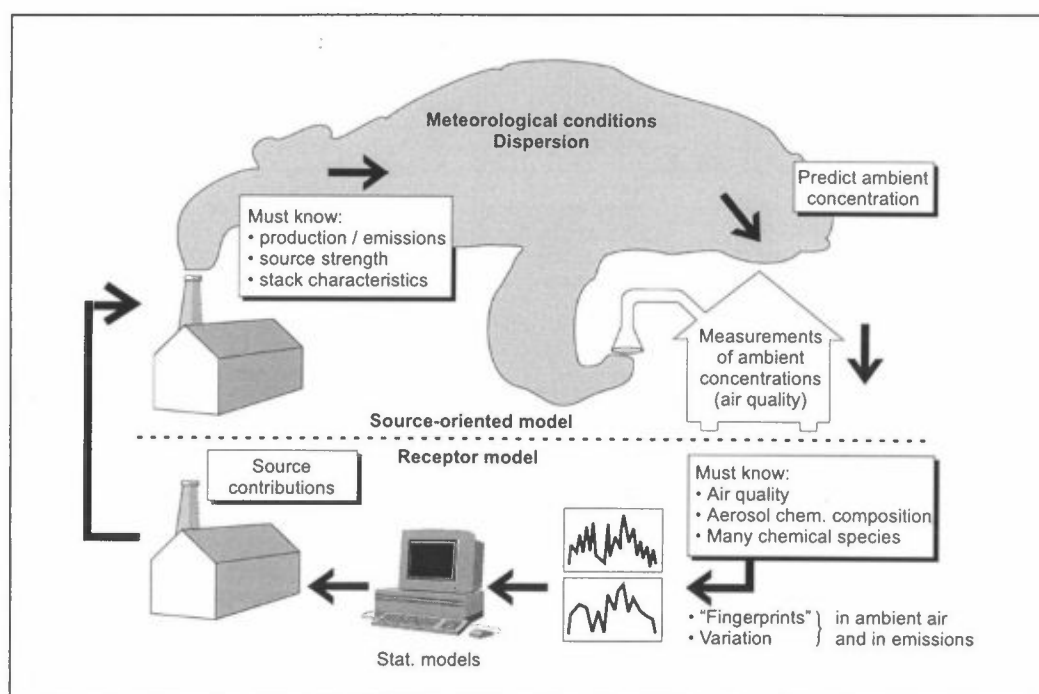 Meteorological conditions
Dispersion
Predict ambient
concentration
Must know:
• production / emissions
• source strength
• stack characteristics
Measurements
of ambient
concentrations
(air quality)
Source-oriented model
Receptor model
Source
contributions
Must know:
• Air quality
• Aerosol chem. composition
• Many chemical species
• "Fingerprints" } in ambient air
• Variation } and in emissions
Stat. models